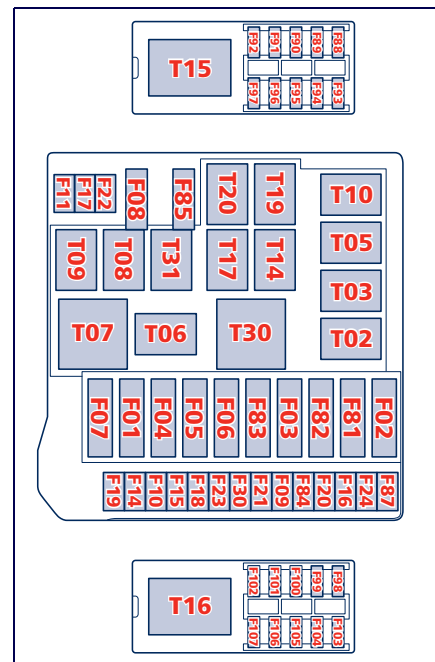 F92 F91 F90 F89 F88
T15
F97 F96 F95 F94 F93
F11 F17 F22 F08 F85
T20 T19 T10
T09 T08 T31 T17 T14 T05
T03
T07 T06 T30 T02
F07 F01 F04 F05 F06 F83 F03 F82 F81 F02
F19 F14 F10 F15 F18 F23 F30 F21 F09 F84 F20 F16 F24 F87
F102 F101 F100 F99 F98
T16
F107 F106 F105 F104 F103